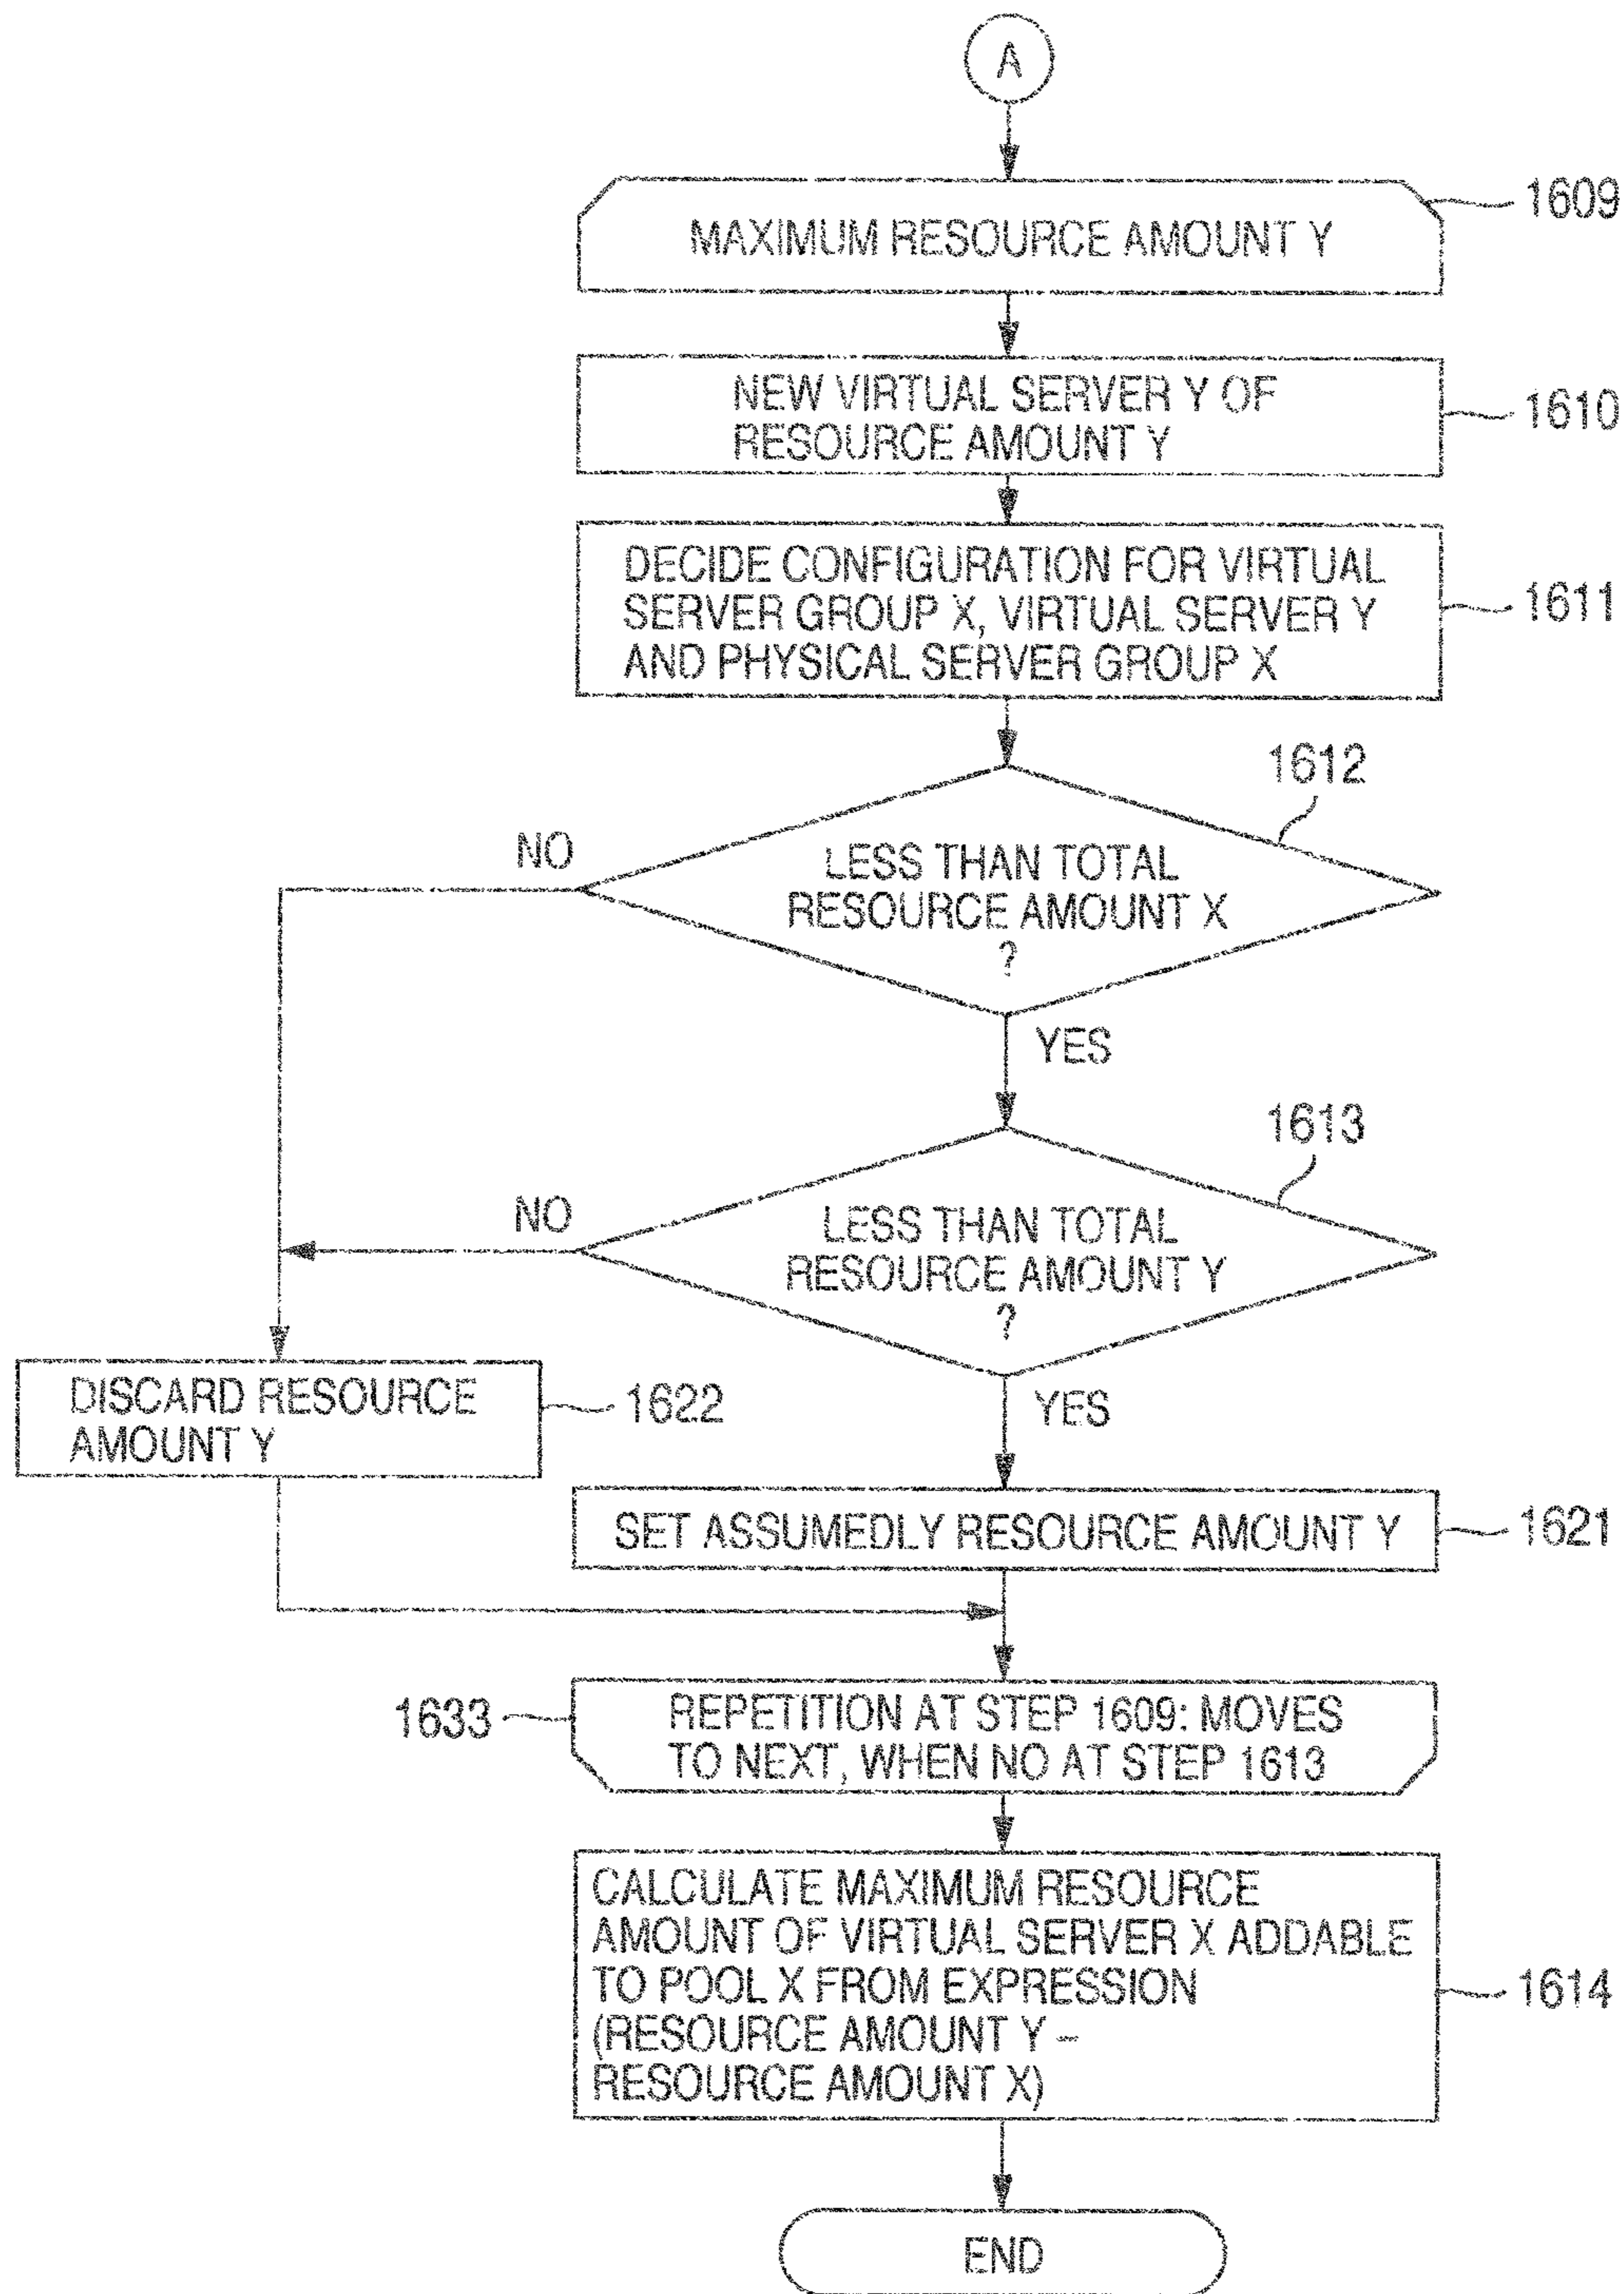 A
MAXIMUM RESOURCE AMOUNT Y
1609
NEW VIRTUAL SERVER Y OF
RESOURCE AMOUNT Y
1610
DECIDE CONFIGURATION FOR VIRTUAL
SERVER GROUP X, VIRTUAL SERVER Y
AND PHYSICAL SERVER GROUP X
1611
1612
NO
LESS THAN TOTAL
RESOURCE AMOUNT X
?
YES
1613
NO
LESS THAN TOTAL
RESOURCE AMOUNT Y
?
YES
DISCARD RESOURCE
AMOUNT Y
1622
SET ASSUMEDLY RESOURCE AMOUNT Y
1621
1633
REPETITION AT STEP 1609: MOVES
TO NEXT, WHEN NO AT STEP 1613
CALCULATE MAXIMUM RESOURCE
AMOUNT OF VIRTUAL SERVER X ADDABLE
TO POOL X FROM EXPRESSION
(RESOURCE AMOUNT Y –
RESOURCE AMOUNT X)
1614
END